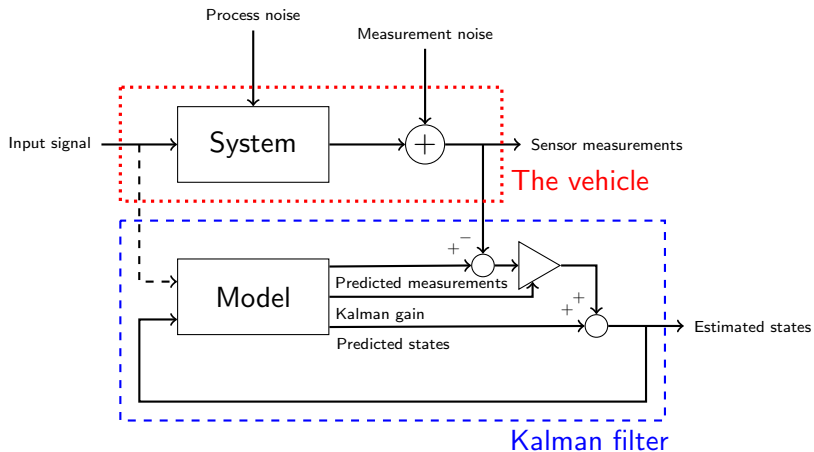 Process noise
Measurement noise
Input signal
System
+
Sensor measurements
The vehicle
+
−
Predicted measurements
Model
Kalman gain
+
+
Predicted states
Estimated states
Kalman filter